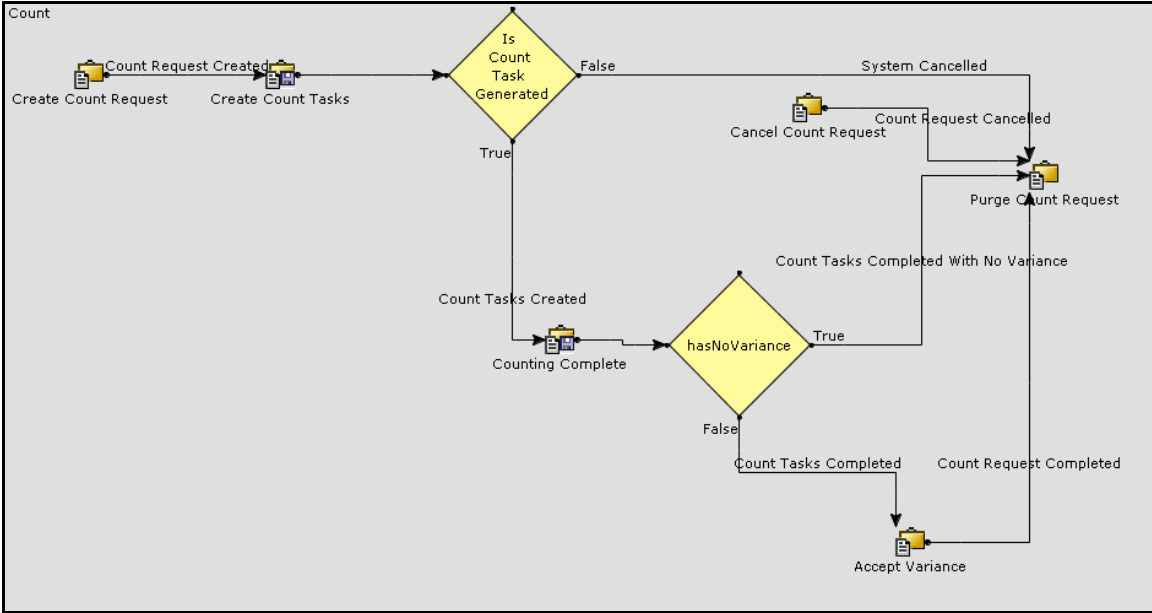 Count
Is
Count
Task
Generated
Count Request Created
Create Count Request
Create Count Tasks
False
System Cancelled
Cancel Count Request
Count Request Cancelled
True
Purge Count Request
Count Tasks Completed With No Variance
Count Tasks Created
Counting Complete
hasNoVariance
True
False
Count Tasks Completed
Count Request Completed
Accept Variance